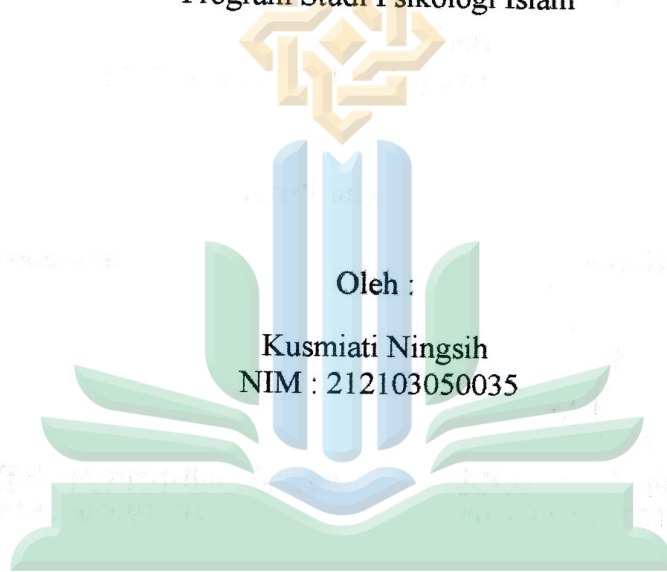 Program Studi Psikologi Islam
Oleh :
Kusmiati Ningsih
NIM : 212103050035